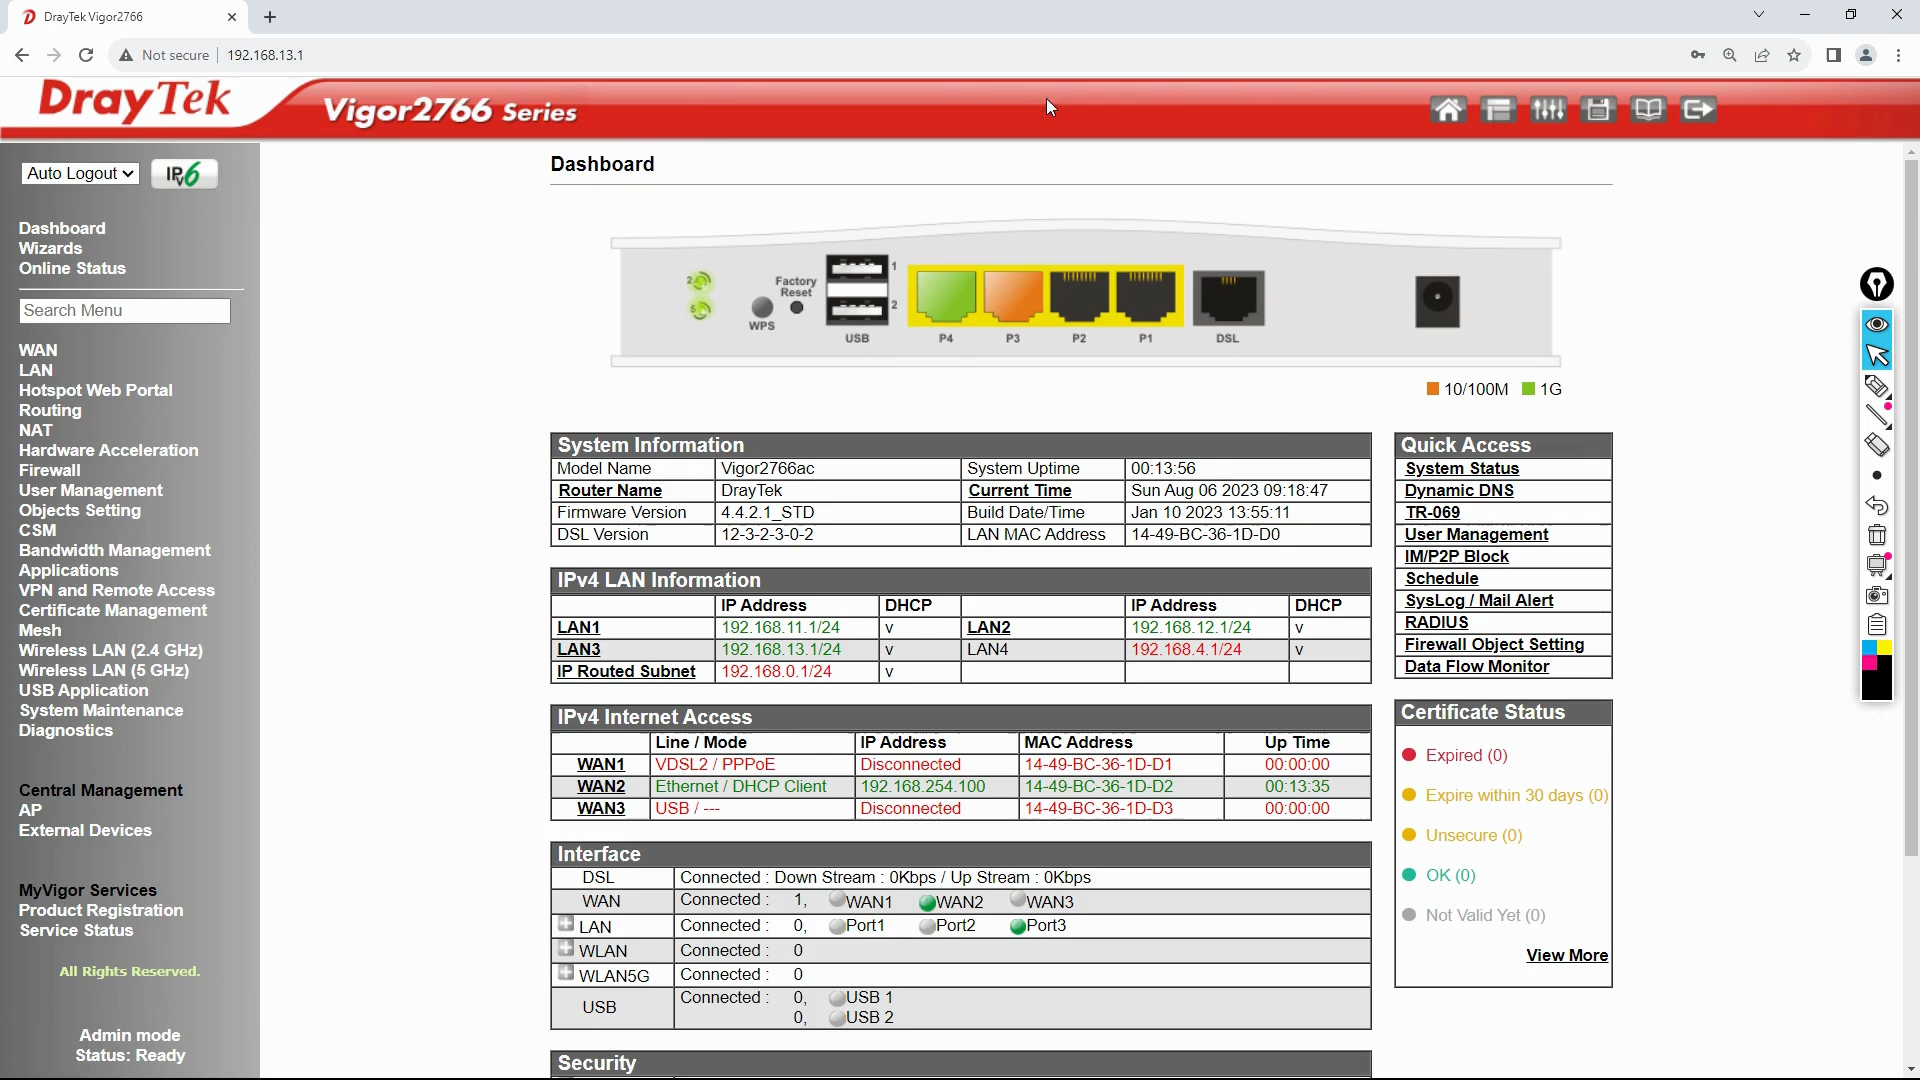 DrayTek Vigor2766
Not secure 192.168.13.1
DrayTek Vigor2766 Series
Auto Logout IPv6
Dashboard
Wizards
Online Status
Search Menu
WAN
LAN
Hotspot Web Portal
Routing
NAT
Hardware Acceleration
Firewall
User Management
Objects Setting
CSM
Bandwidth Management
Applications
VPN and Remote Access
Certificate Management
Mesh
Wireless LAN (2.4 GHz)
Wireless LAN (5 GHz)
USB Application
System Maintenance
Diagnostics
Central Management
AP
External Devices
MyVigor Services
Product Registration
Service Status
All Rights Reserved.
Admin mode
Status: Ready
Dashboard
2 5
WPS
Factory
Reset
1
2
USB P4 P3 P2 P1 DSL
10/100M 1G
System Information
Model Name Vigor2766ac System Uptime 00:13:56
Router Name DrayTek Current Time Sun Aug 06 2023 09:18:47
Firmware Version 4.4.2.1_STD Build Date/Time Jan 10 2023 13:55:11
DSL Version 12-3-2-3-0-2 LAN MAC Address 14-49-BC-36-1D-D0
IPv4 LAN Information
IP Address DHCP IP Address DHCP
LAN1 192.168.11.1/24 v LAN2 192.168.12.1/24 v
LAN3 192.168.13.1/24 v LAN4 192.168.4.1/24 v
IP Routed Subnet 192.168.0.1/24 v
IPv4 Internet Access
Line / Mode IP Address MAC Address Up Time
WAN1 VDSL2 / PPPoE Disconnected 14-49-BC-36-1D-D1 00:00:00
WAN2 Ethernet / DHCP Client 192.168.254.100 14-49-BC-36-1D-D2 00:13:35
WAN3 USB / --- Disconnected 14-49-BC-36-1D-D3 00:00:00
Interface
DSL Connected : Down Stream : 0Kbps / Up Stream : 0Kbps
WAN Connected : 1, WAN1 WAN2 WAN3
LAN Connected : 0, Port1 Port2 Port3
WLAN Connected : 0
WLAN5G Connected : 0
USB Connected : 0, USB 1
0, USB 2
Security
Quick Access
System Status
Dynamic DNS
TR-069
User Management
IM/P2P Block
Schedule
SysLog / Mail Alert
RADIUS
Firewall Object Setting
Data Flow Monitor
Certificate Status
Expired (0)
Expire within 30 days (0)
Unsecure (0)
OK (0)
Not Valid Yet (0)
View More